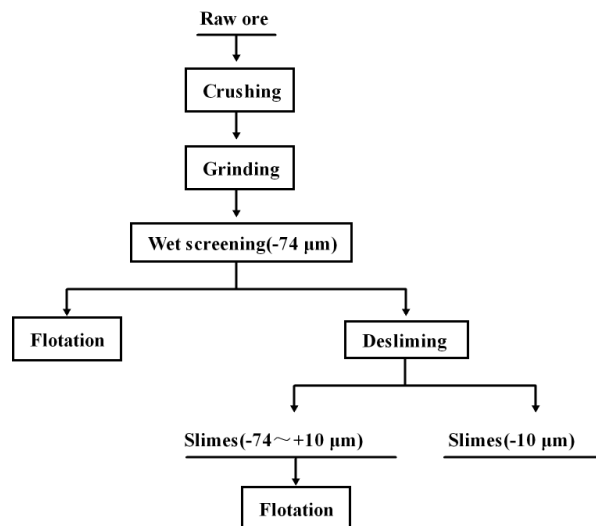 Raw ore
Crushing
Grinding
Wet screening(-74 μm)
Flotation
Desliming
Slimes(-74～+10 μm)
Slimes(-10 μm)
Flotation